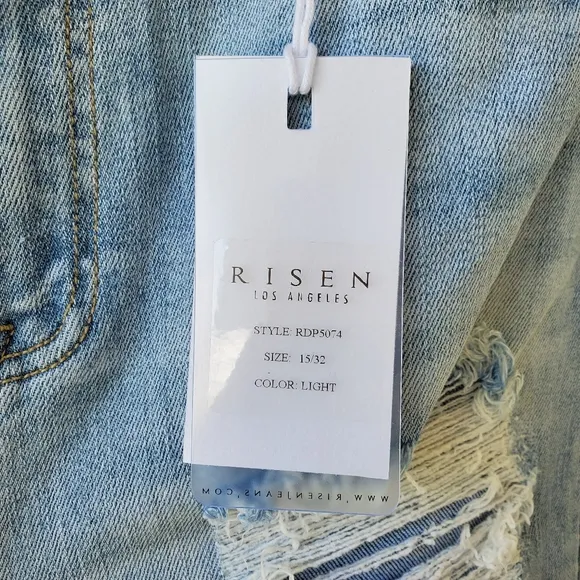 RISEN
LOS ANGELES
STYLE: RDP5074
SIZE: 15/32
COLOR: LIGHT
WWW.RISENJEANS.COM